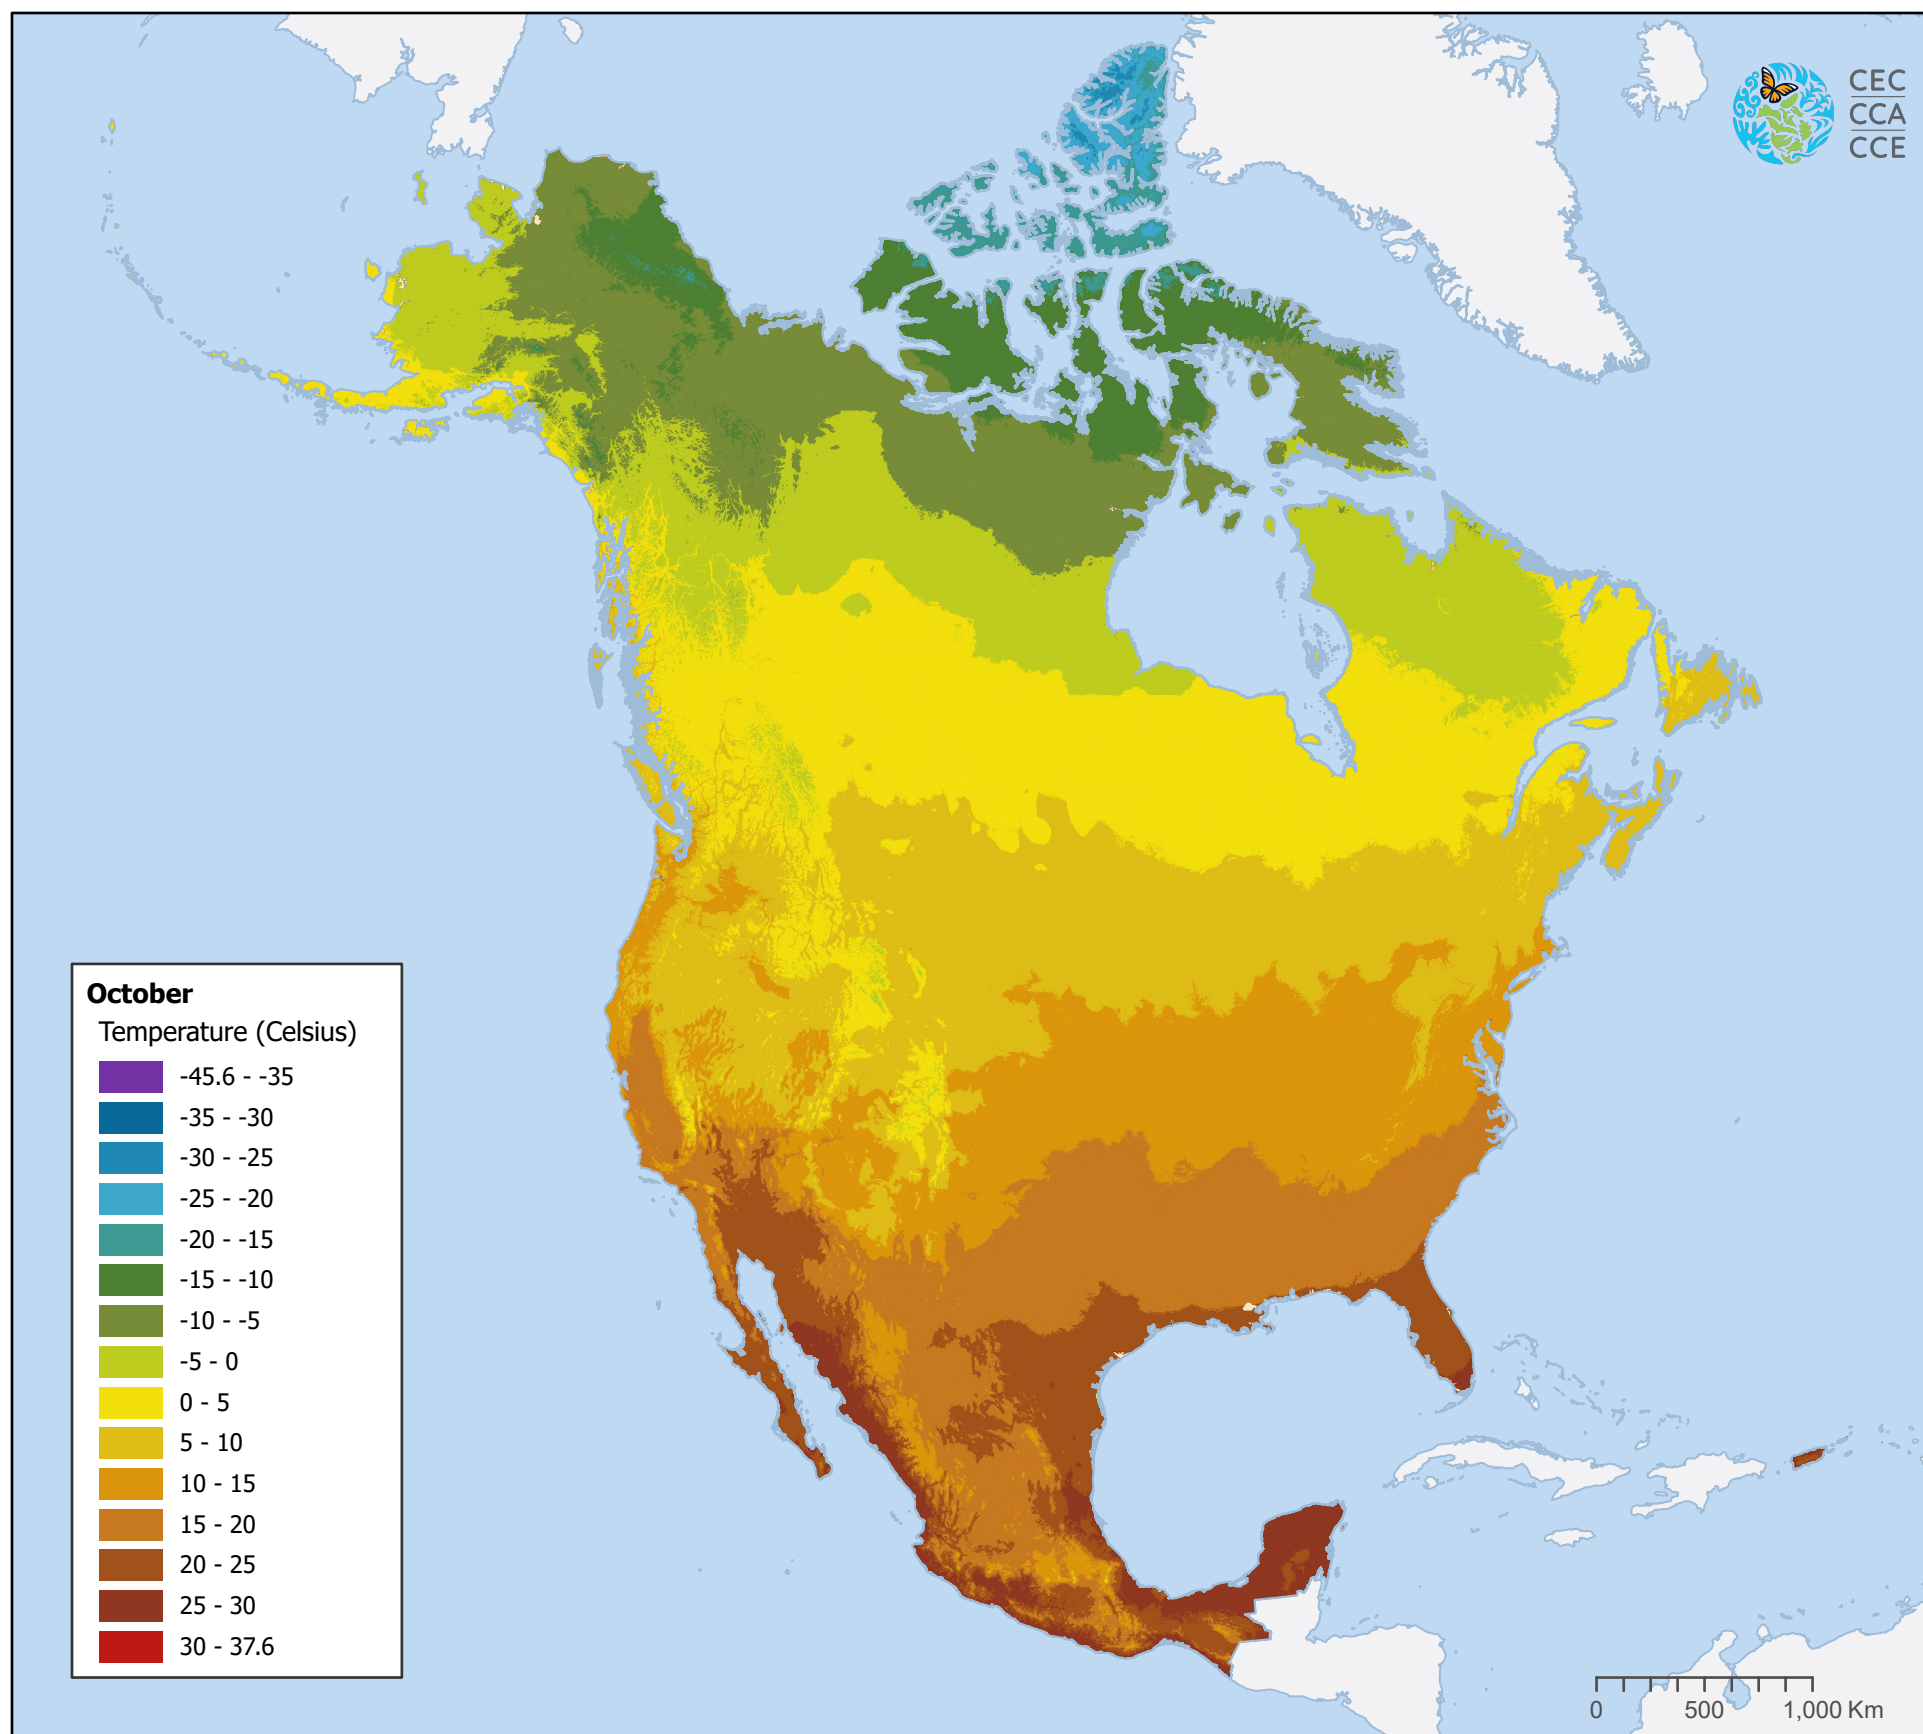 CEC
CCA
CCE
October
Temperature (Celsius)
-45.6 - -35
-35 - -30
-30 - -25
-25 - -20
-20 - -15
-15 - -10
-10 - -5
-5 - 0
0 - 5
5 - 10
10 - 15
15 - 20
20 - 25
25 - 30
30 - 37.6
0 500 1,000 Km